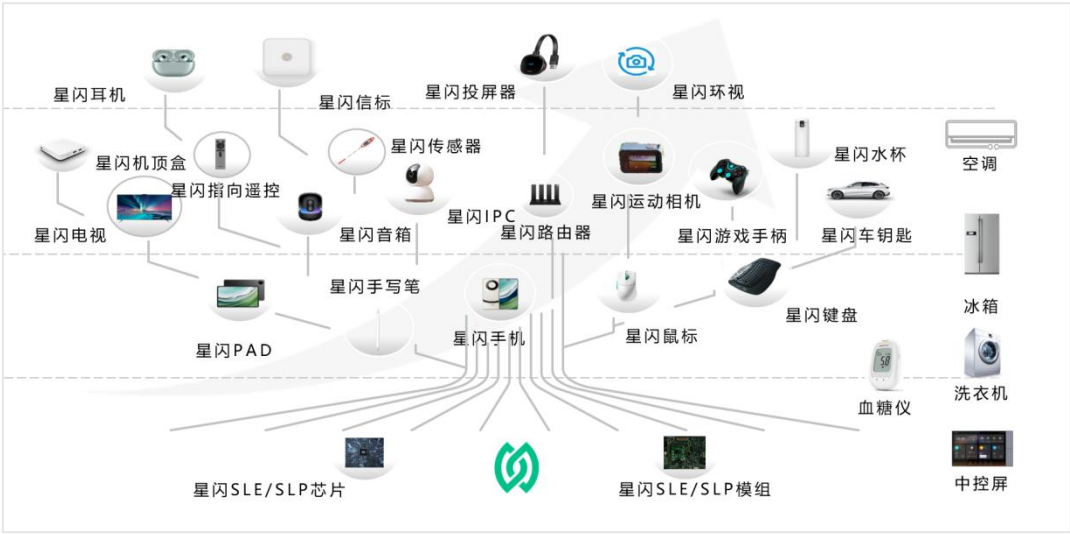 星闪耳机
星闪信标
星闪投屏器
星闪环视
星闪机顶盒
星闪指向遥控
星闪传感器
星闪水杯
空调
星闪电视
星闪音箱
星闪IPC
星闪路由器
星闪运动相机
星闪游戏手柄
星闪车钥匙
星闪手写笔
冰箱
星闪PAD
星闪手机
星闪鼠标
星闪键盘
5.8
血糖仪
洗衣机
星闪SLE/SLP芯片
星闪SLE/SLP模组
中控屏